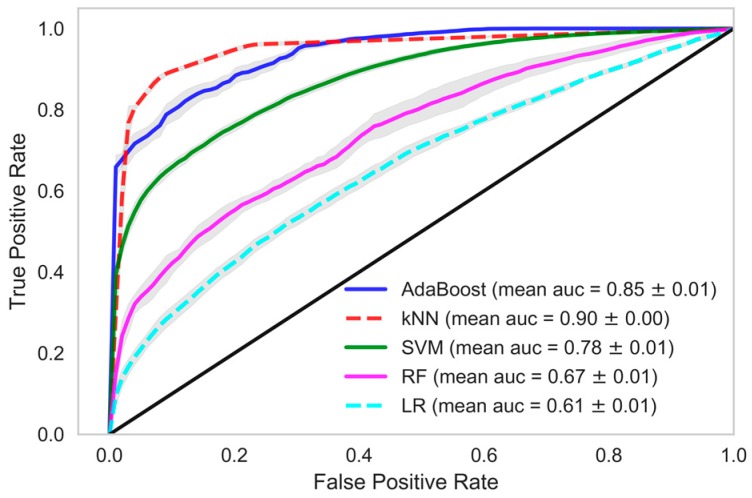 1.0
0.8
0.6
0.4
0.2
0.0
True Positive Rate
AdaBoost (mean auc = 0.85 ± 0.01)
kNN (mean auc = 0.90 ± 0.00)
SVM (mean auc = 0.78 ± 0.01)
RF (mean auc = 0.67 ± 0.01)
LR (mean auc = 0.61 ± 0.01)
0.0 0.2 0.4 0.6 0.8 1.0
False Positive Rate